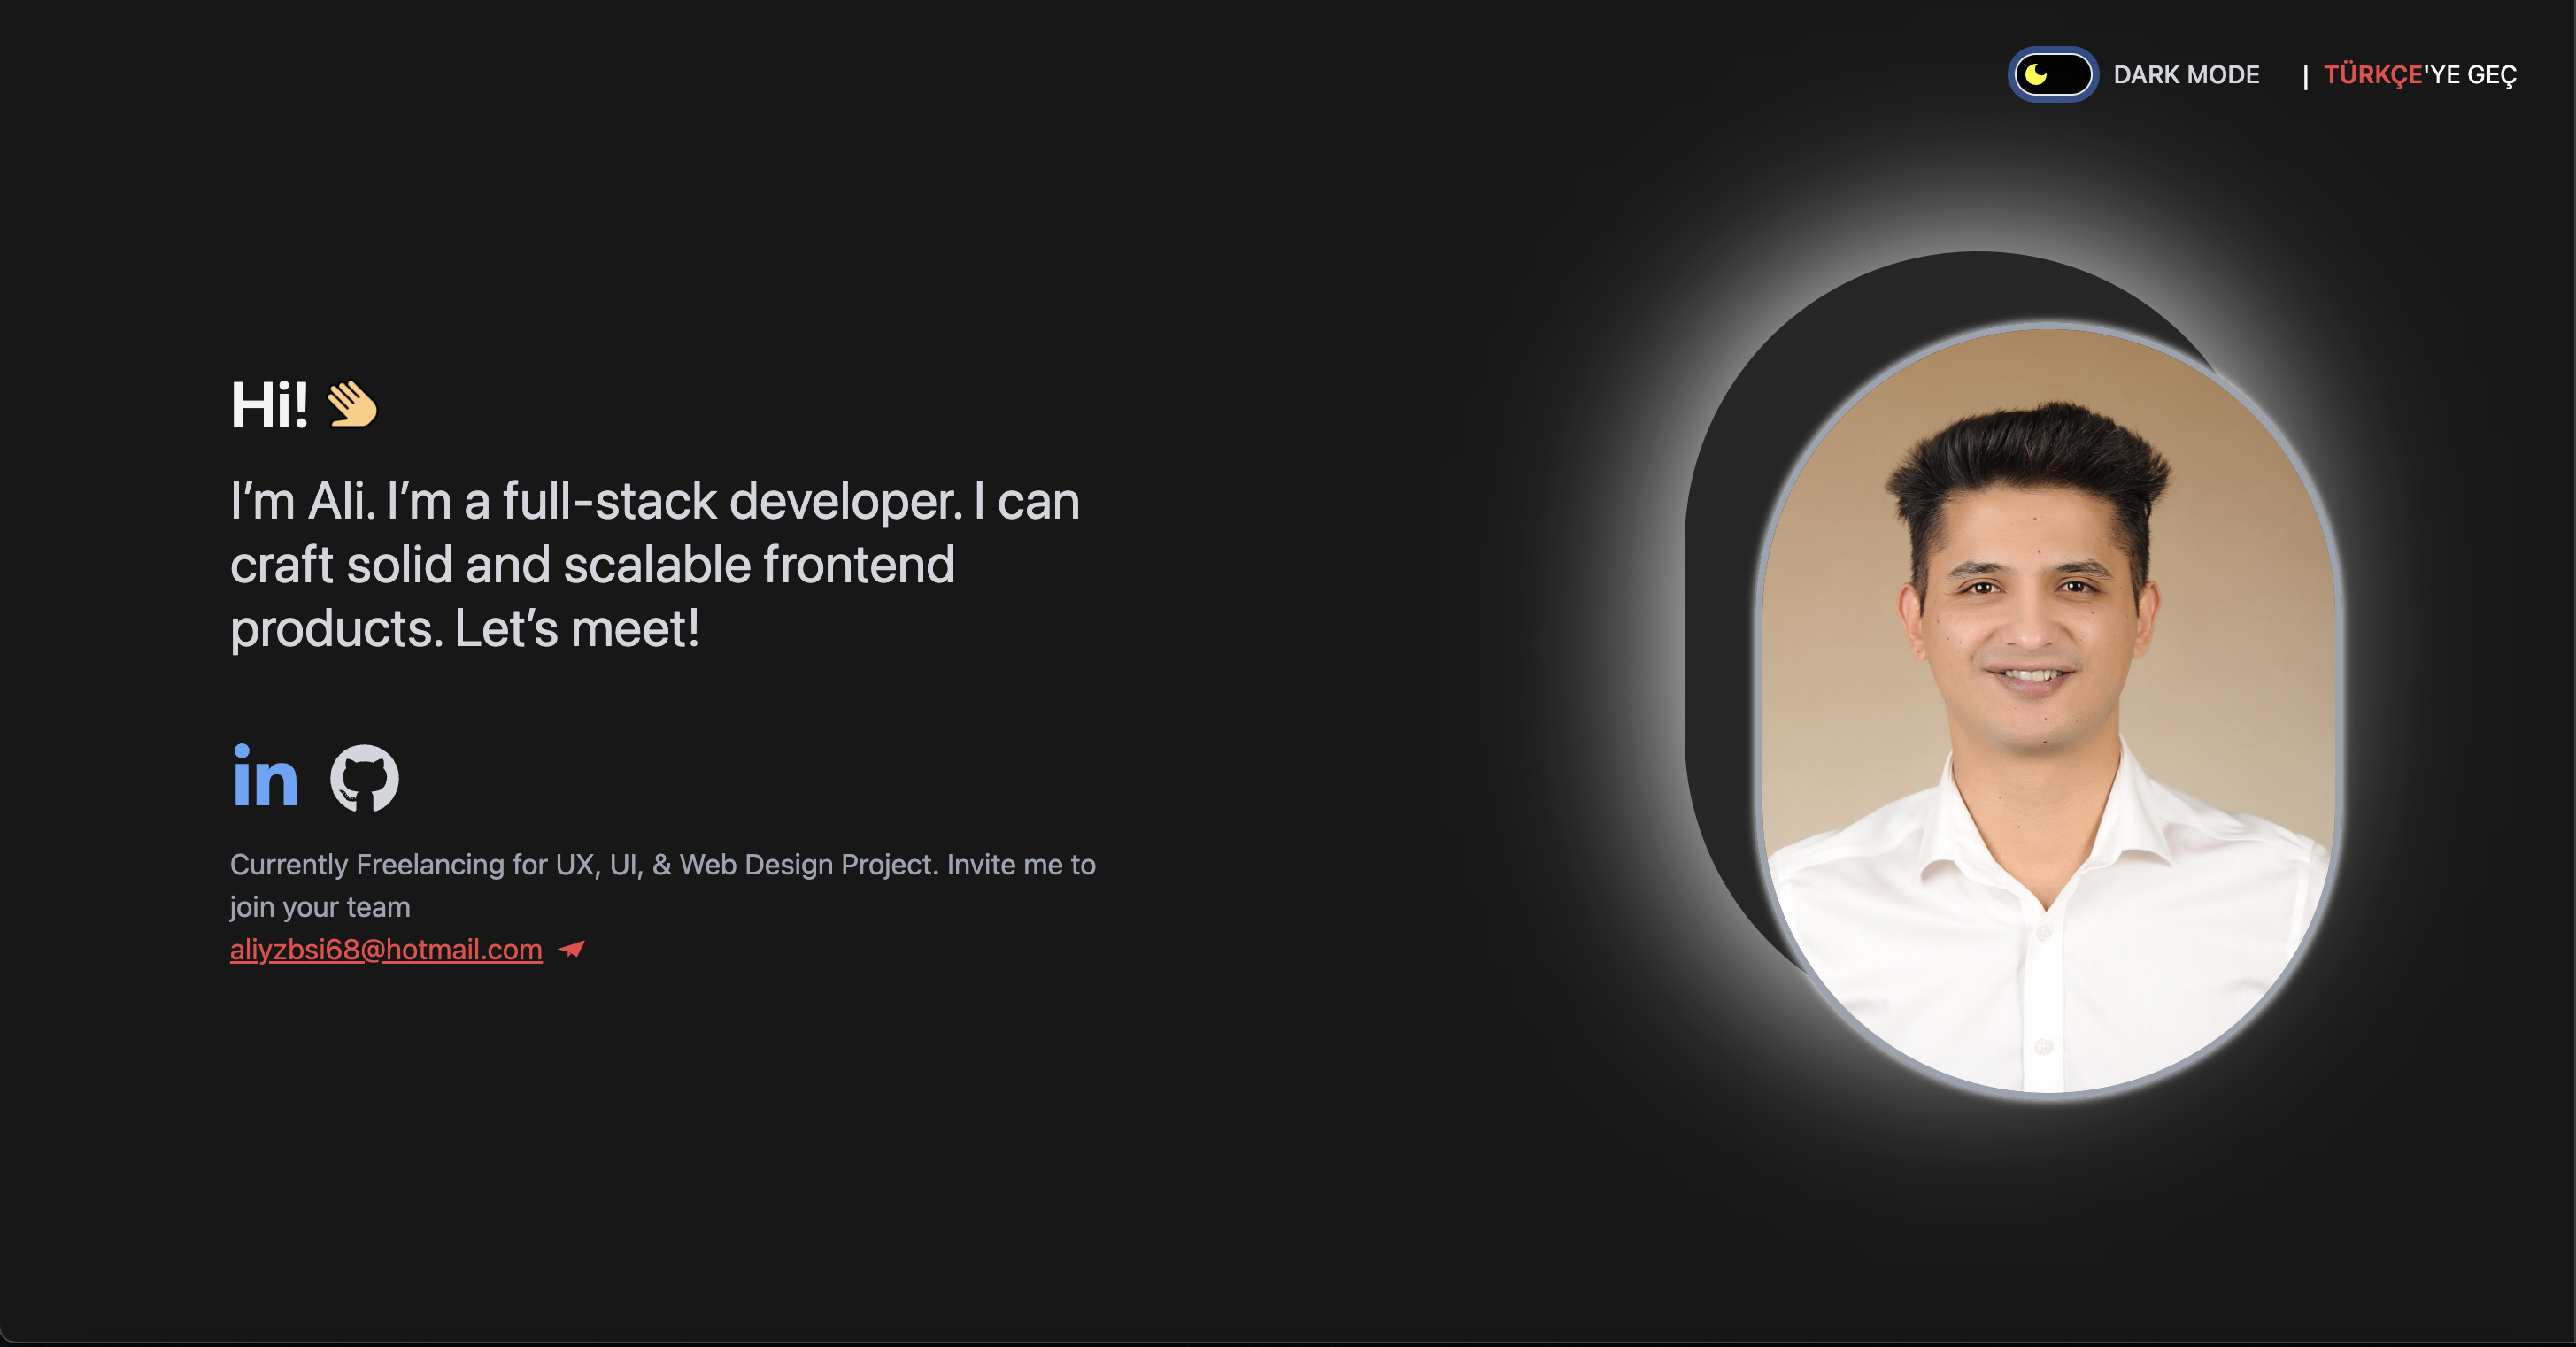 DARK MODE | TÜRKÇE'YE GEÇ
Hi!
I’m Ali. I’m a full-stack developer. I can
craft solid and scalable frontend
products. Let’s meet!
in
Currently Freelancing for UX, UI, & Web Design Project. Invite me to
join your team
aliyzbsi68@hotmail.com